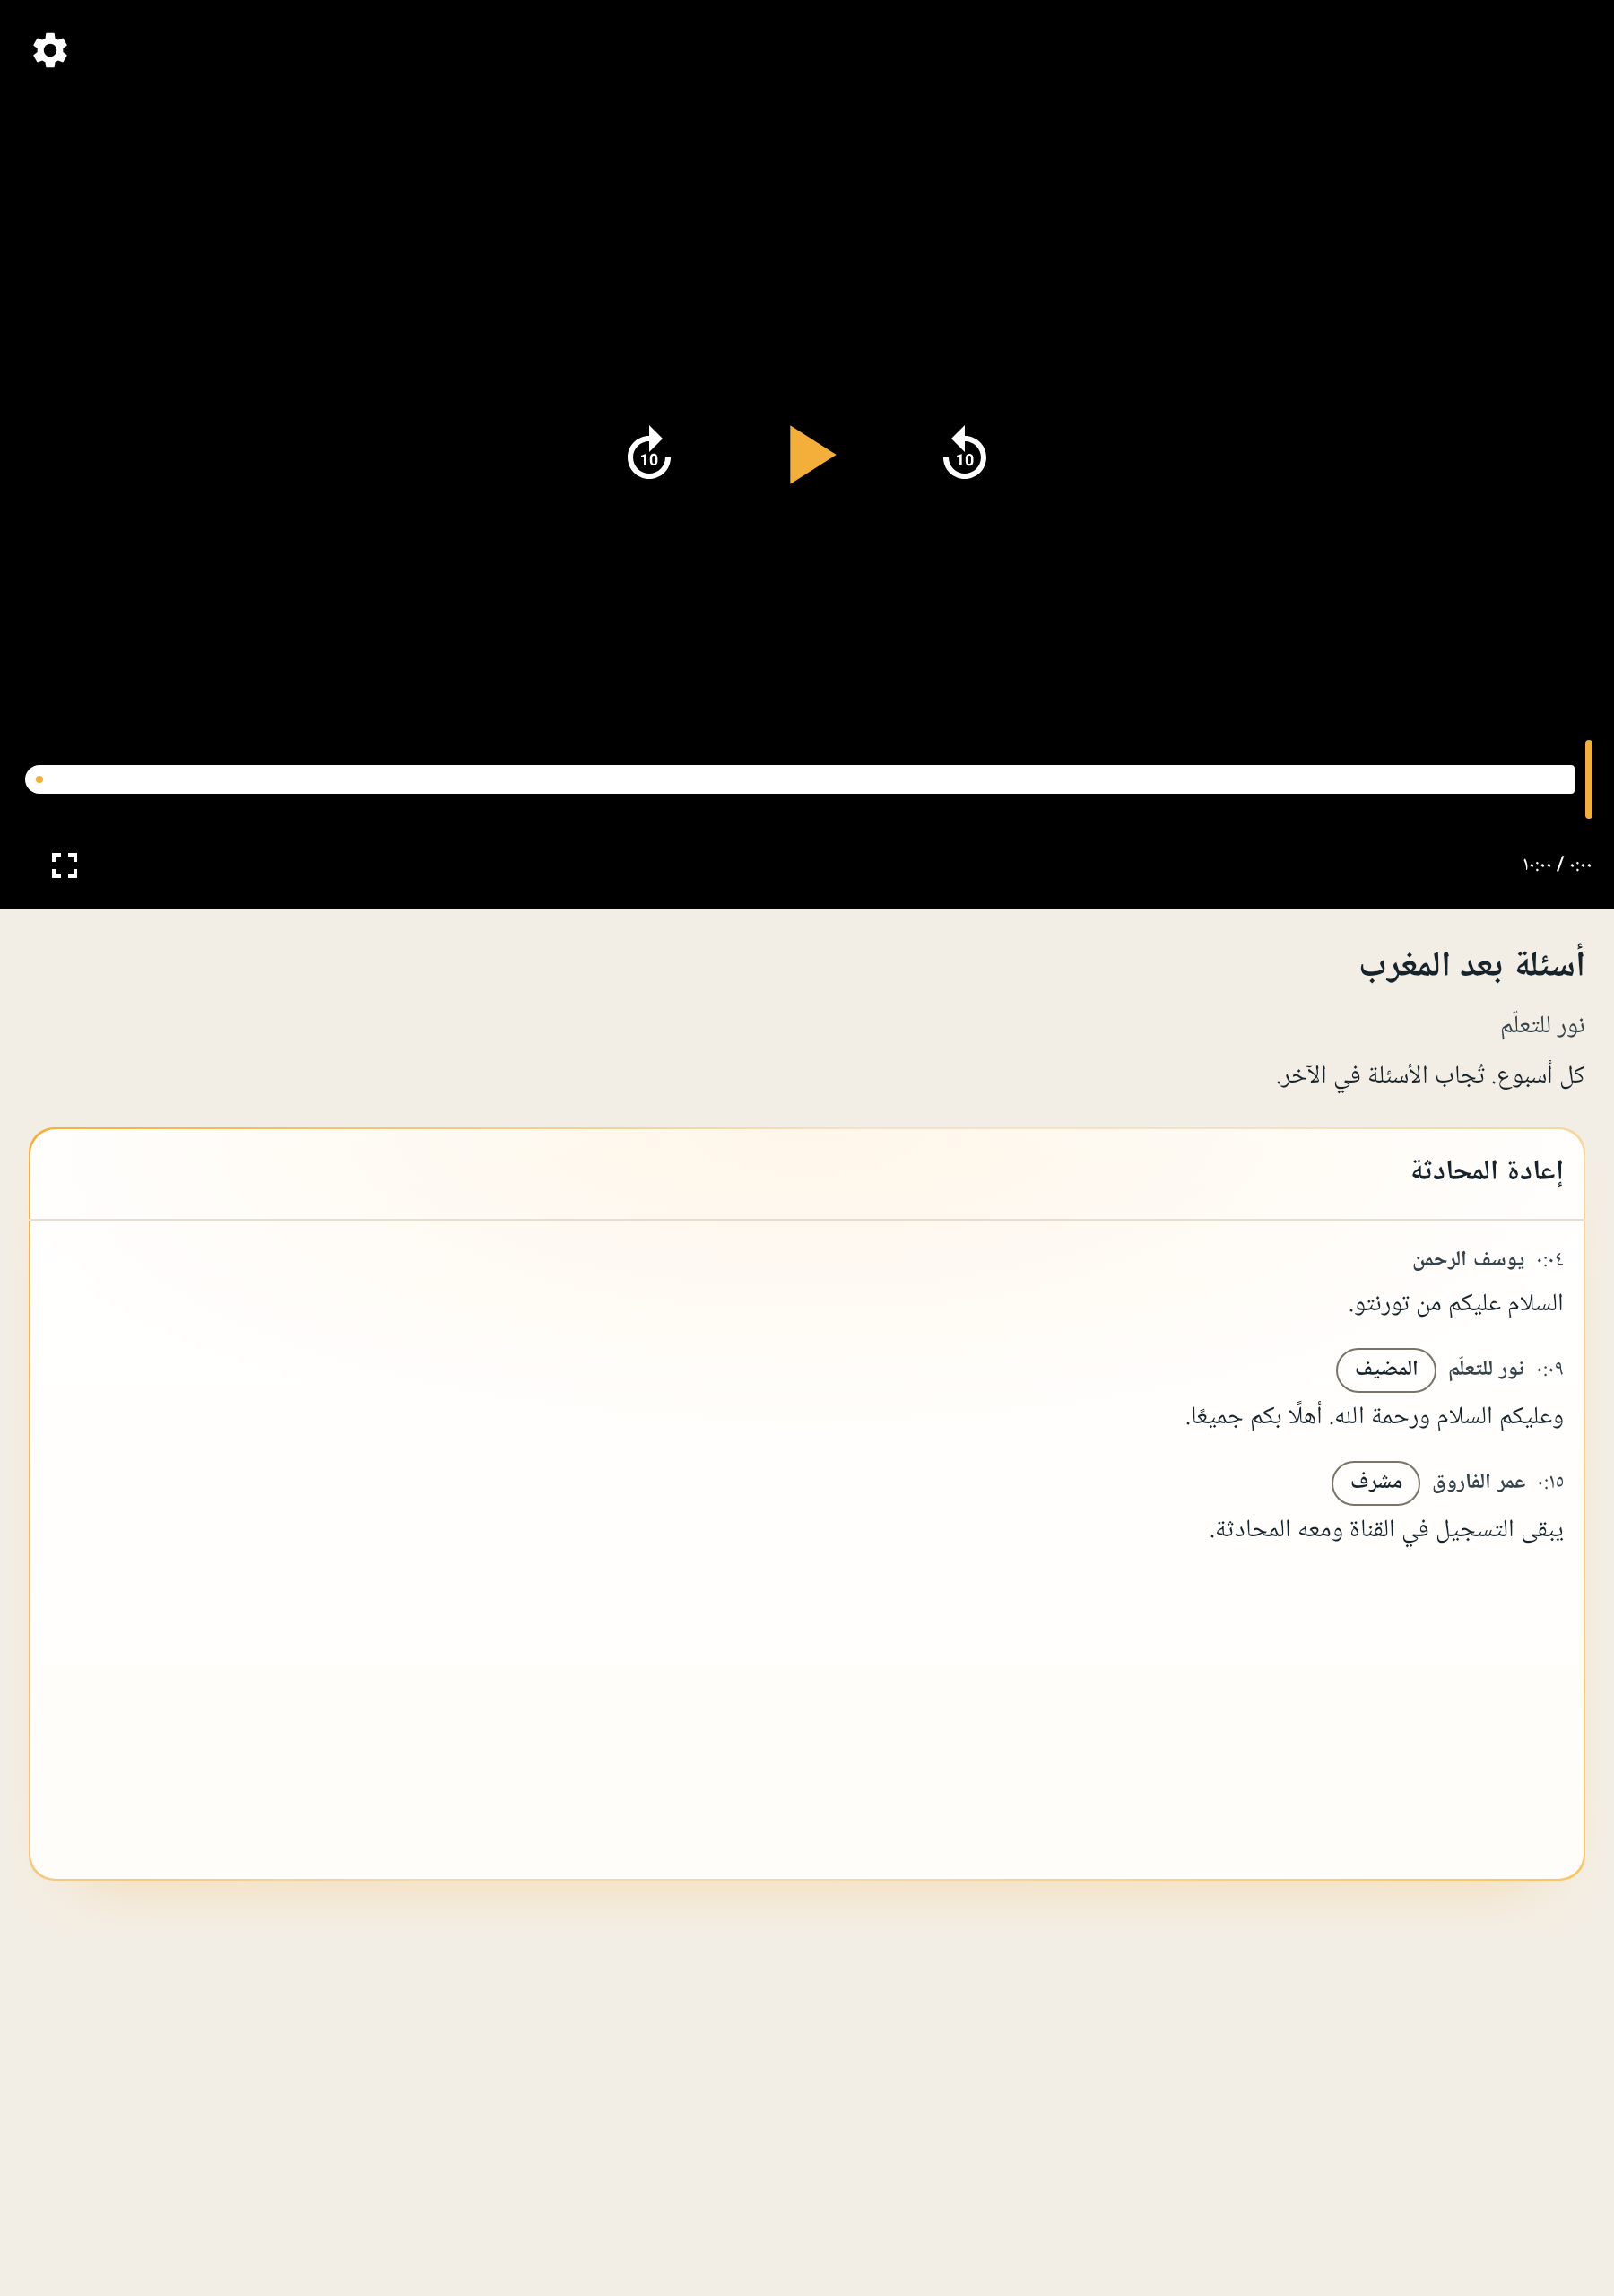 10
10
٠:٠٠ / ١٠:٠٠
أسئلة بعد المغرب
نور للتعلّم
كل أسبوع. تُجاب الأسئلة في الآخر.
إعادة المحادثة
٠:٠٤ يوسف الرحمن
السلام عليكم من تورنتو.
٠:٠٩ نور للتعلّم المضيف
وعليكم السلام ورحمة الله. أهلًا بكم جميعًا.
٠:١٥ عمر الفاروق مشرف
يبقى التسجيل في القناة ومعه المحادثة.